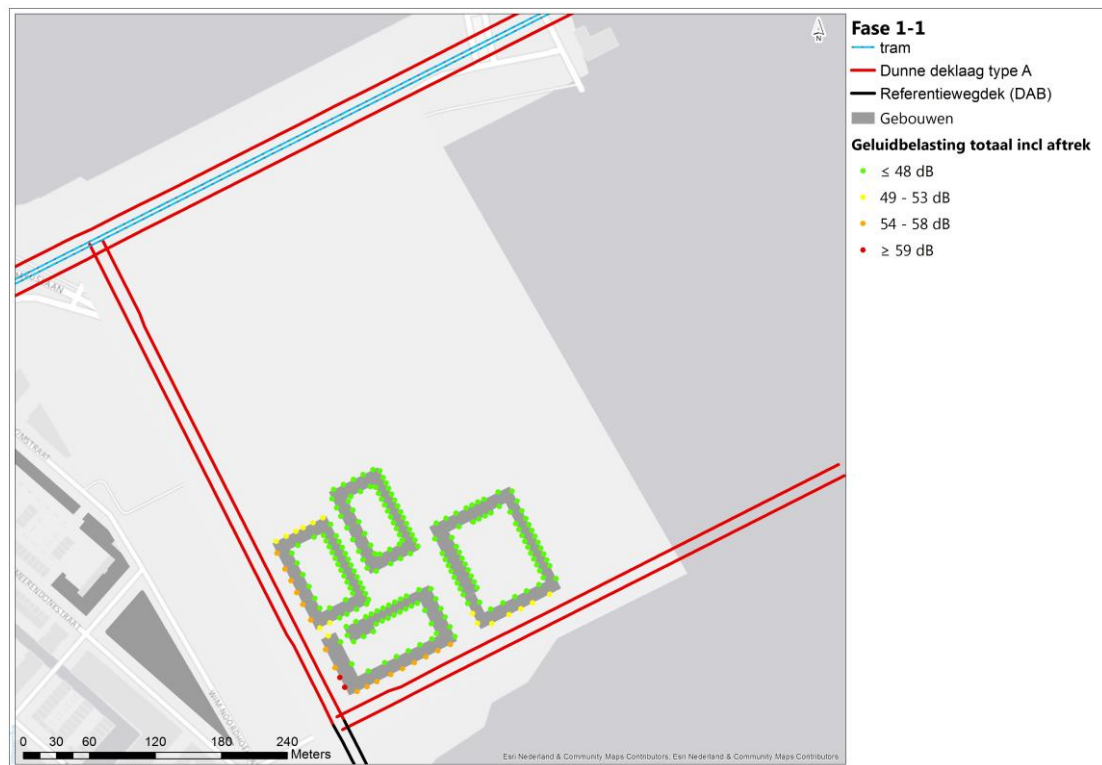 Fase 1-1
tram
Dunne deklaag type A
Referentiewegdek (DAB)
Gebouwen
Geluidbelasting totaal incl aftrek
≤ 48 dB
49 - 53 dB
54 - 58 dB
≥ 59 dB
N
0 30 60 120 180 240
Meters
Esri Nederland & Community Maps Contributors, Esri Nederland & Community Maps Contributors